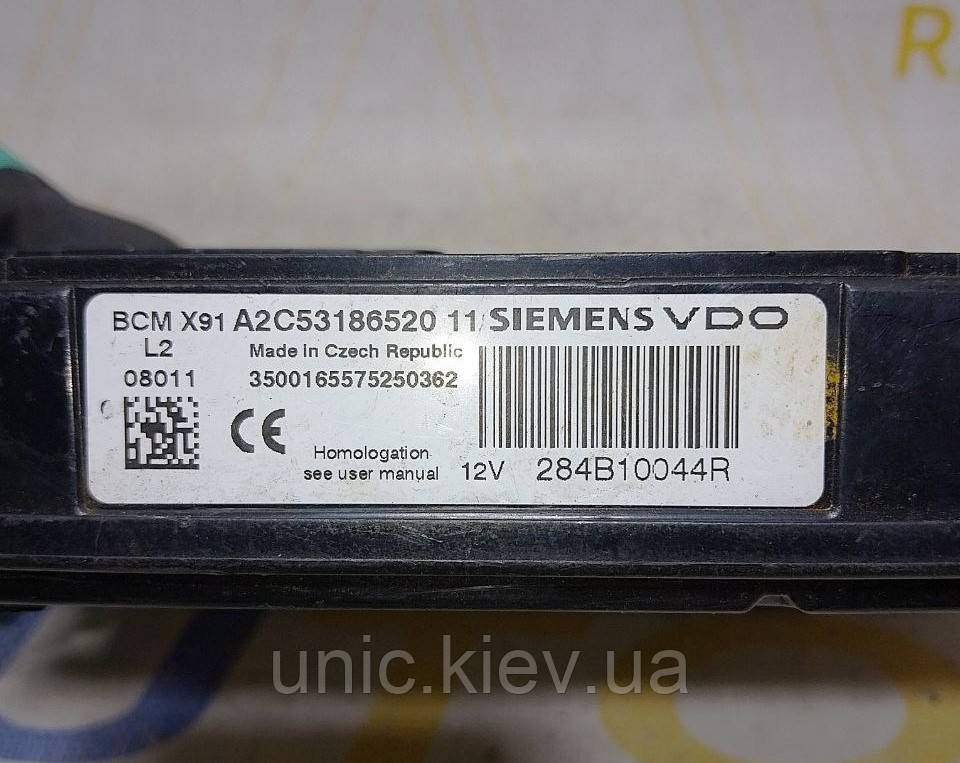 R
BCM X91 A2C53186520 11 SIEMENS VDO
L2 Made in Czech Republic
08011 3500165575250362
CE
Homologation
see user manual 12V 284B10044R
unic.kiev.ua